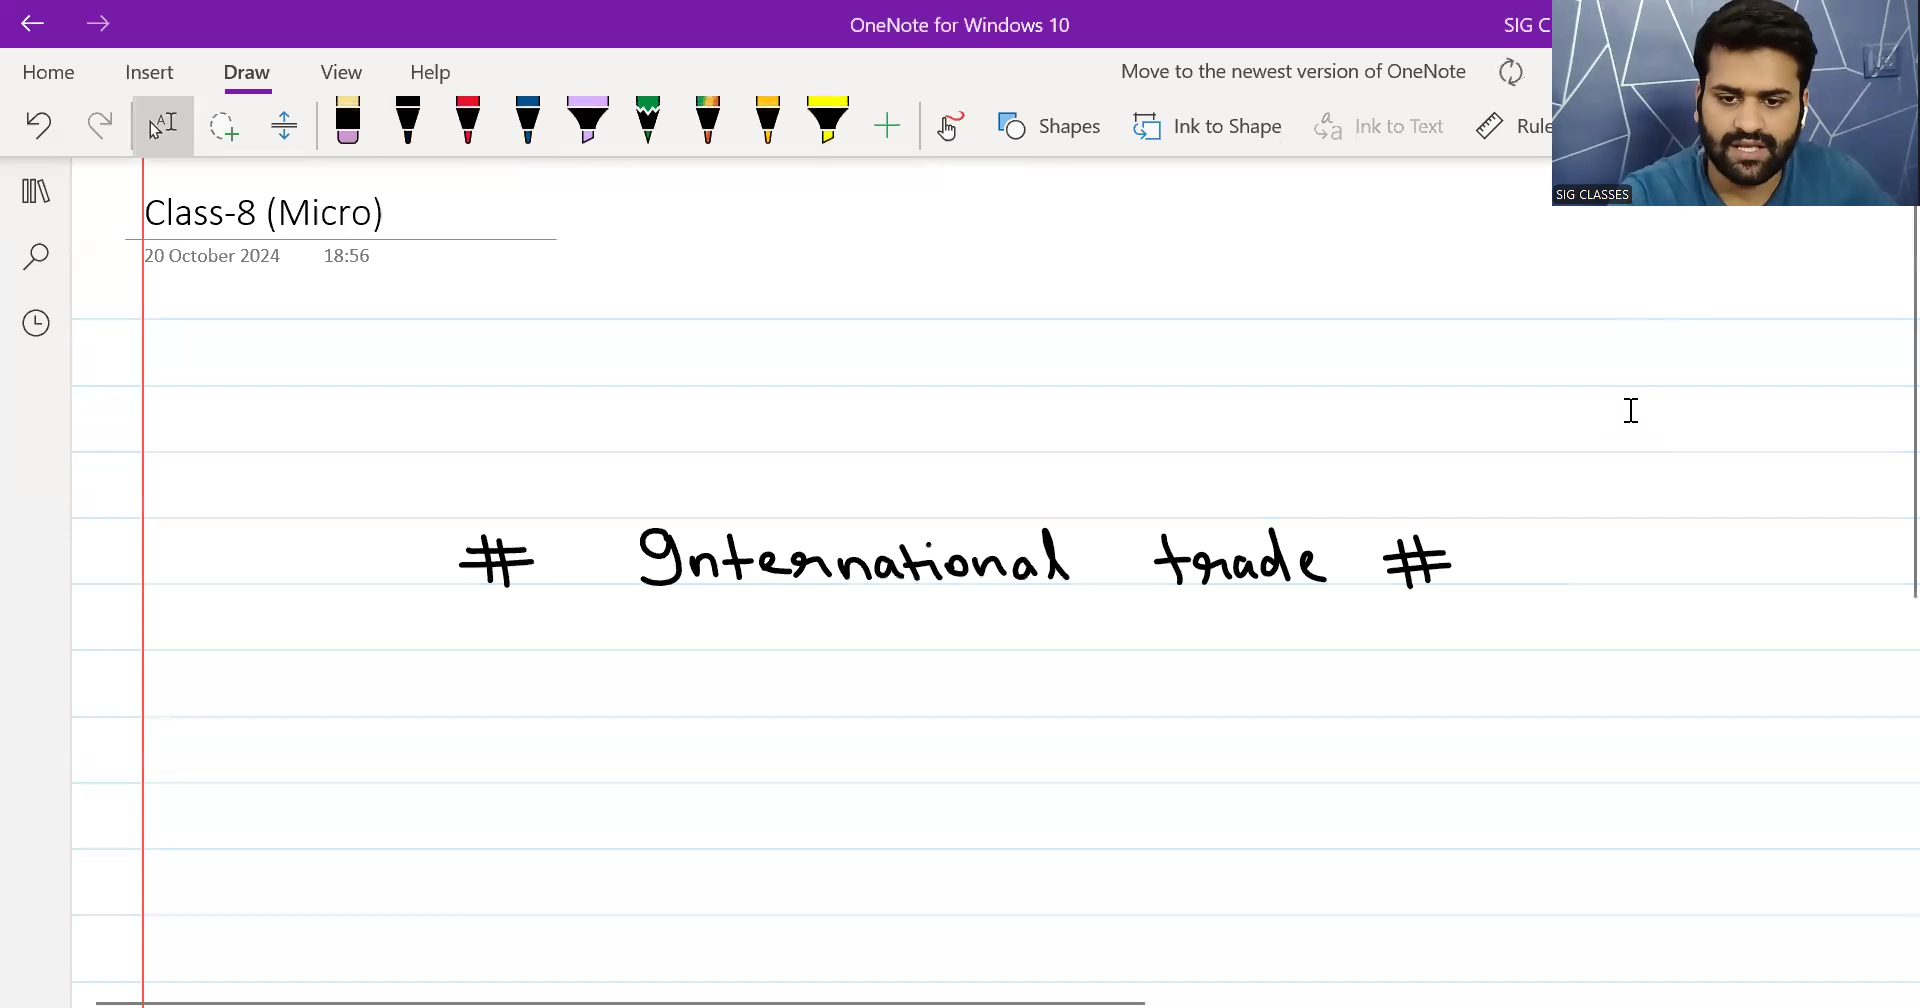 OneNote for Windows 10
SIG C
Home Insert Draw View Help
Move to the newest version of OneNote
Shapes Ink to Shape Ink to Text Rule
SIG CLASSES
Class-8 (Micro)
20 October 2024 18:56
# International trade #